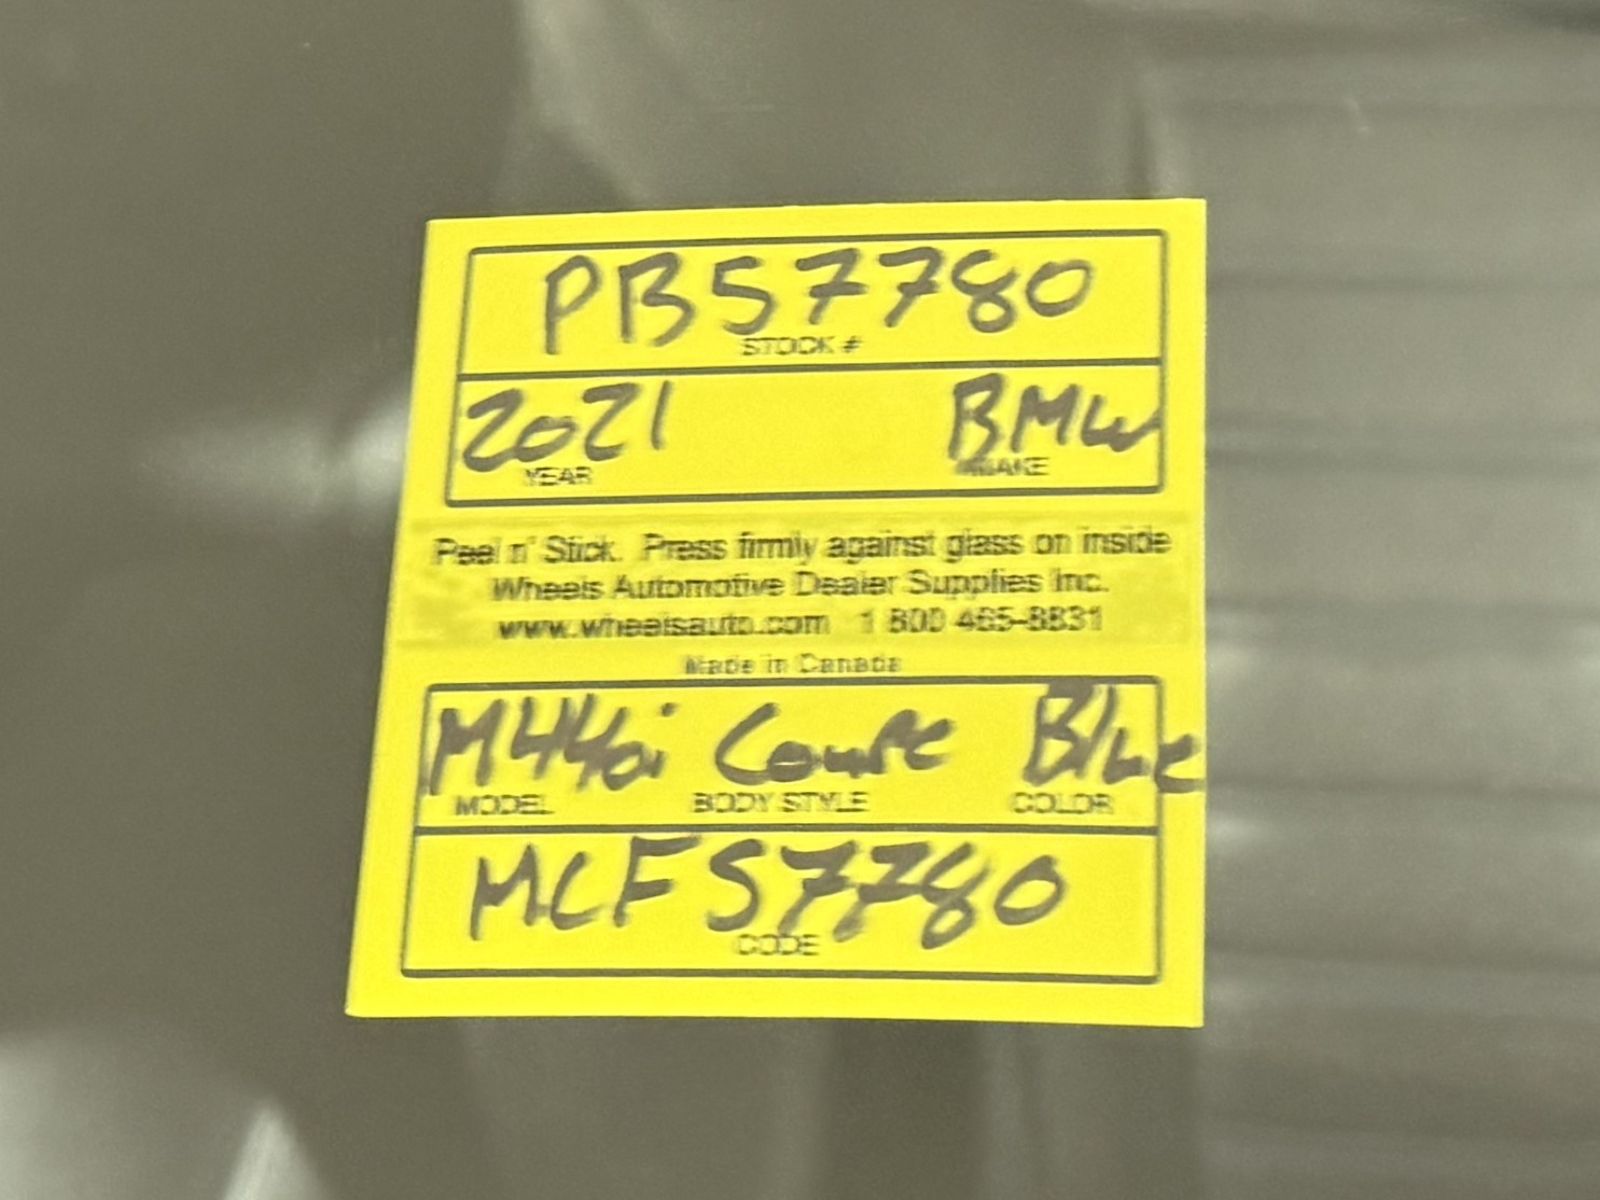 PB57780
STOCK #
2021 BMW
YEAR MAKE
Peel n' Stick. Press firmly against glass on inside
Wheels Automotive Dealer Supplies Inc.
www.wheelsauto.com 1 800 465-8831
Made in Canada
M440i Coupe Blue
MODEL BODY STYLE COLOR
MCF57780
CODE